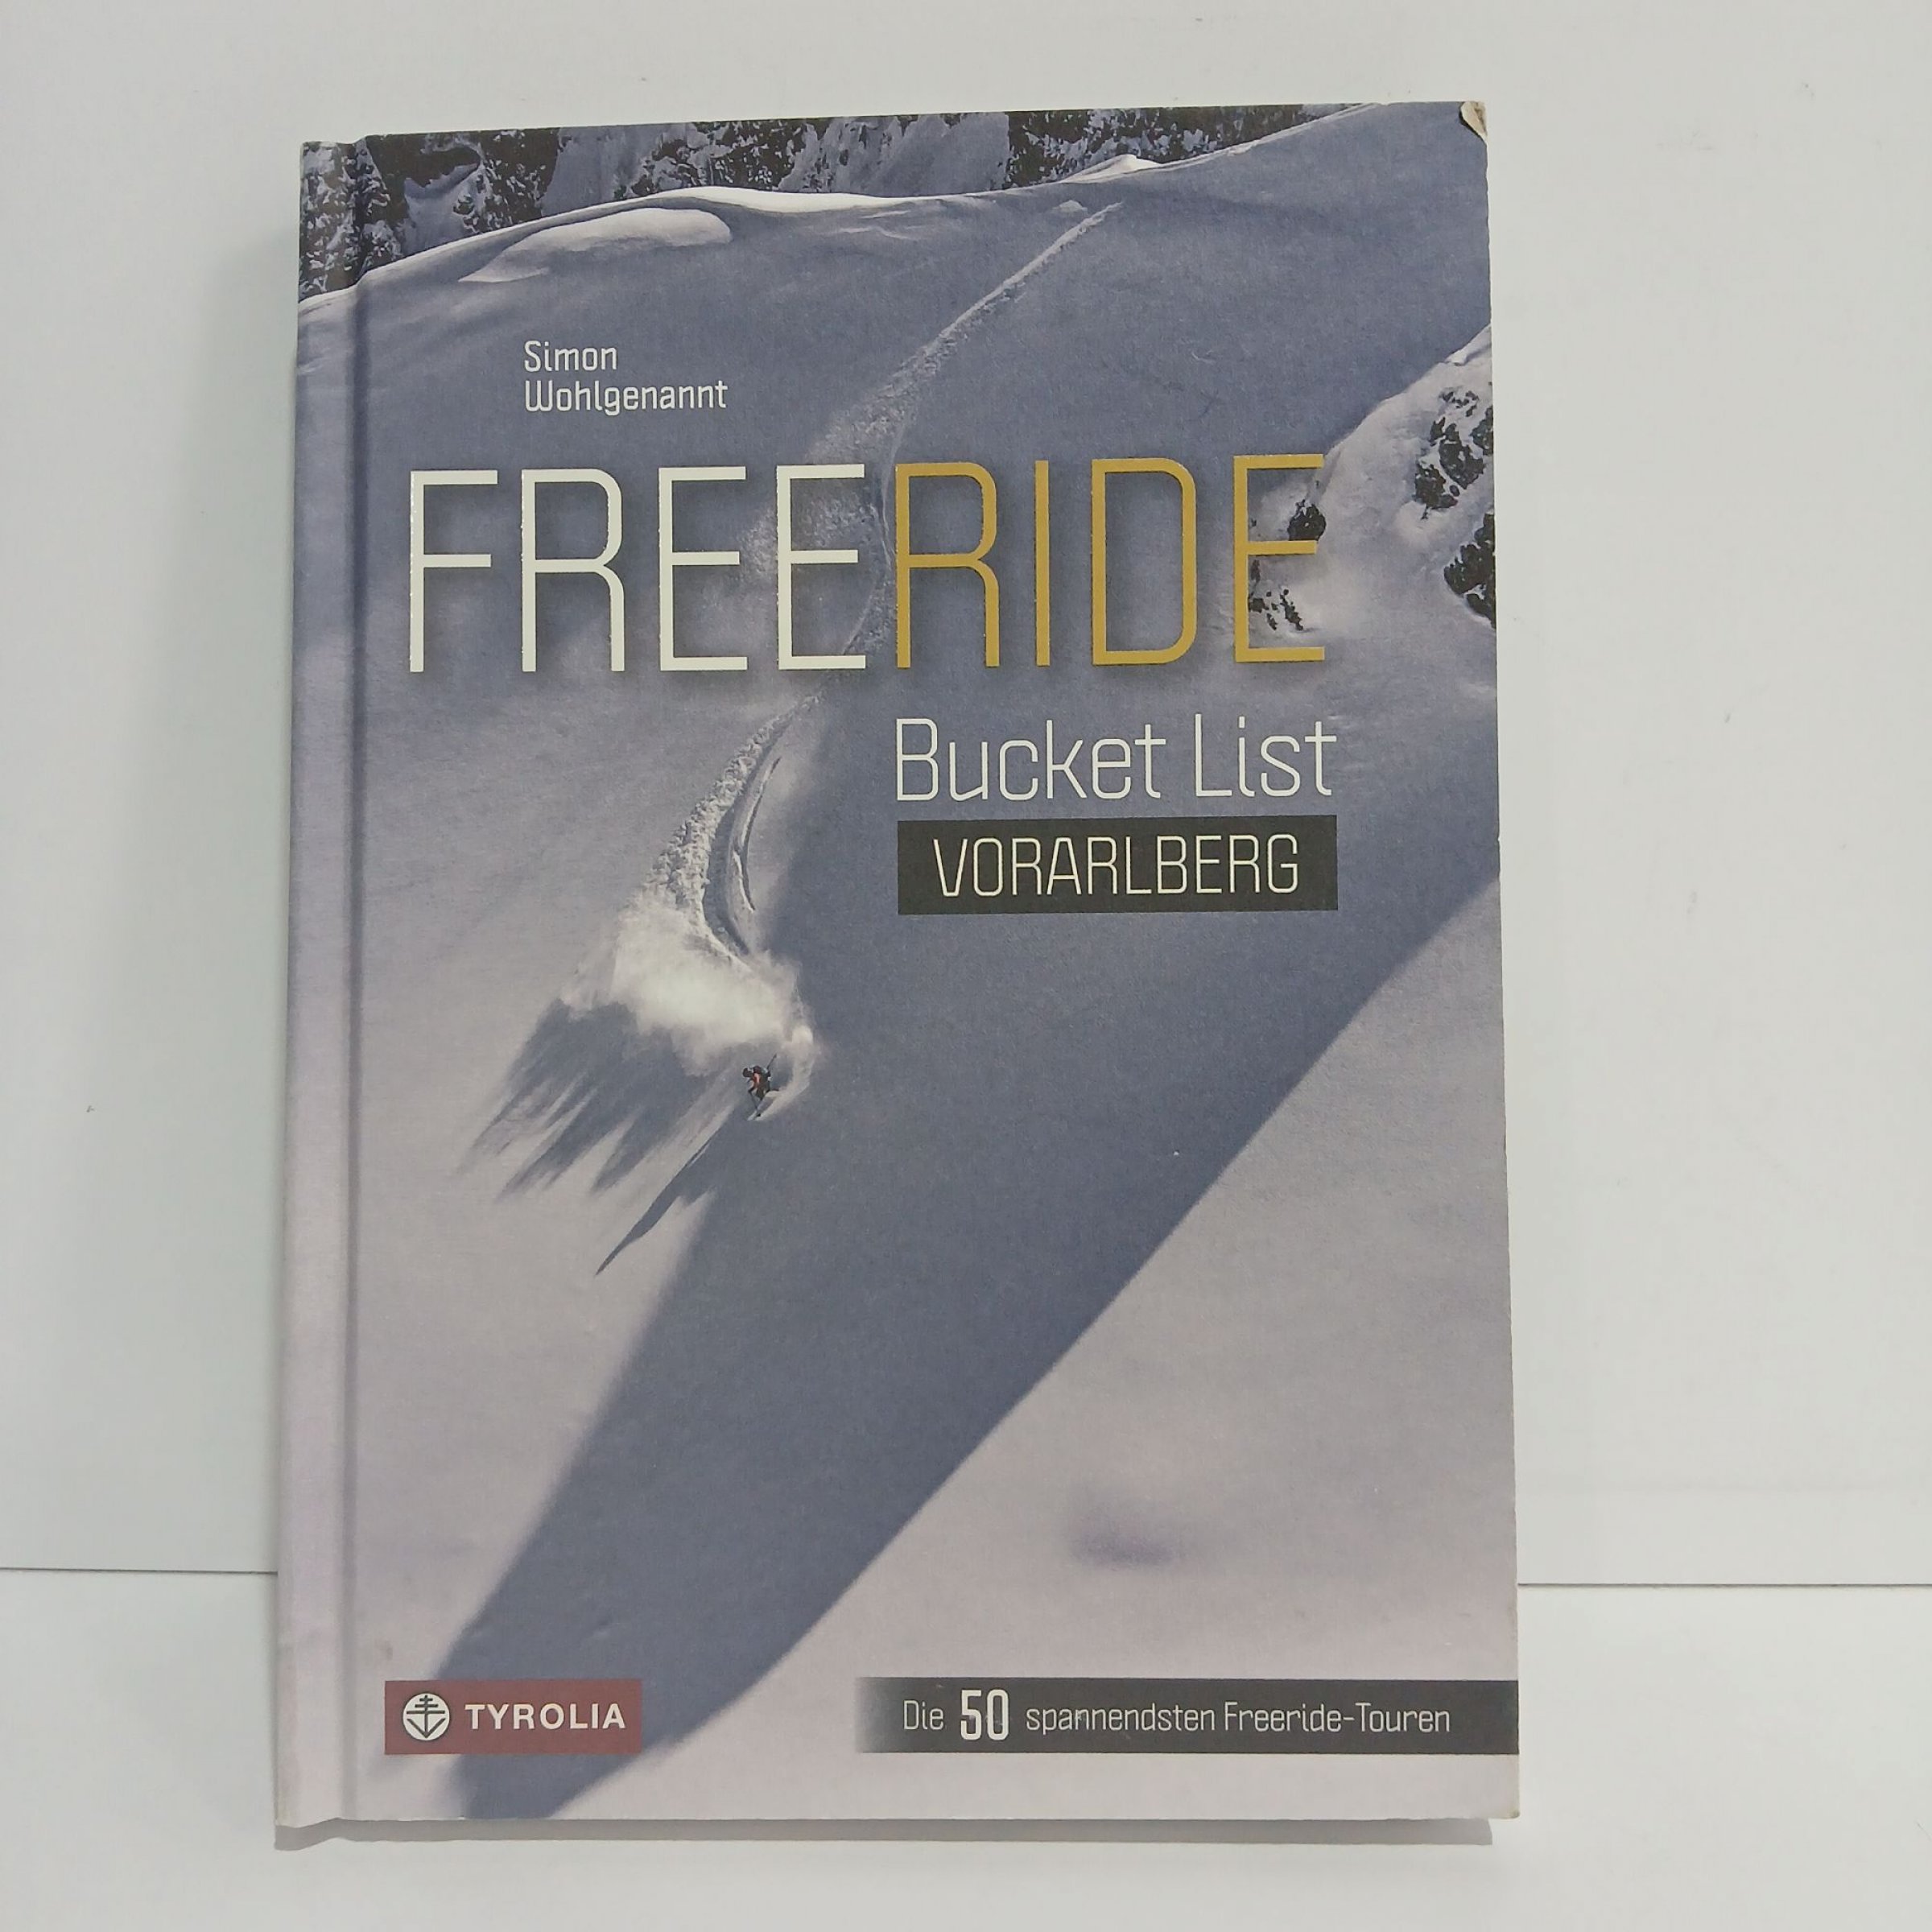 Simon
Wohlgenannt
FREERIDE
Bucket List
VORARLBERG
TYROLIA
Die 50 spannendsten Freeride-Touren